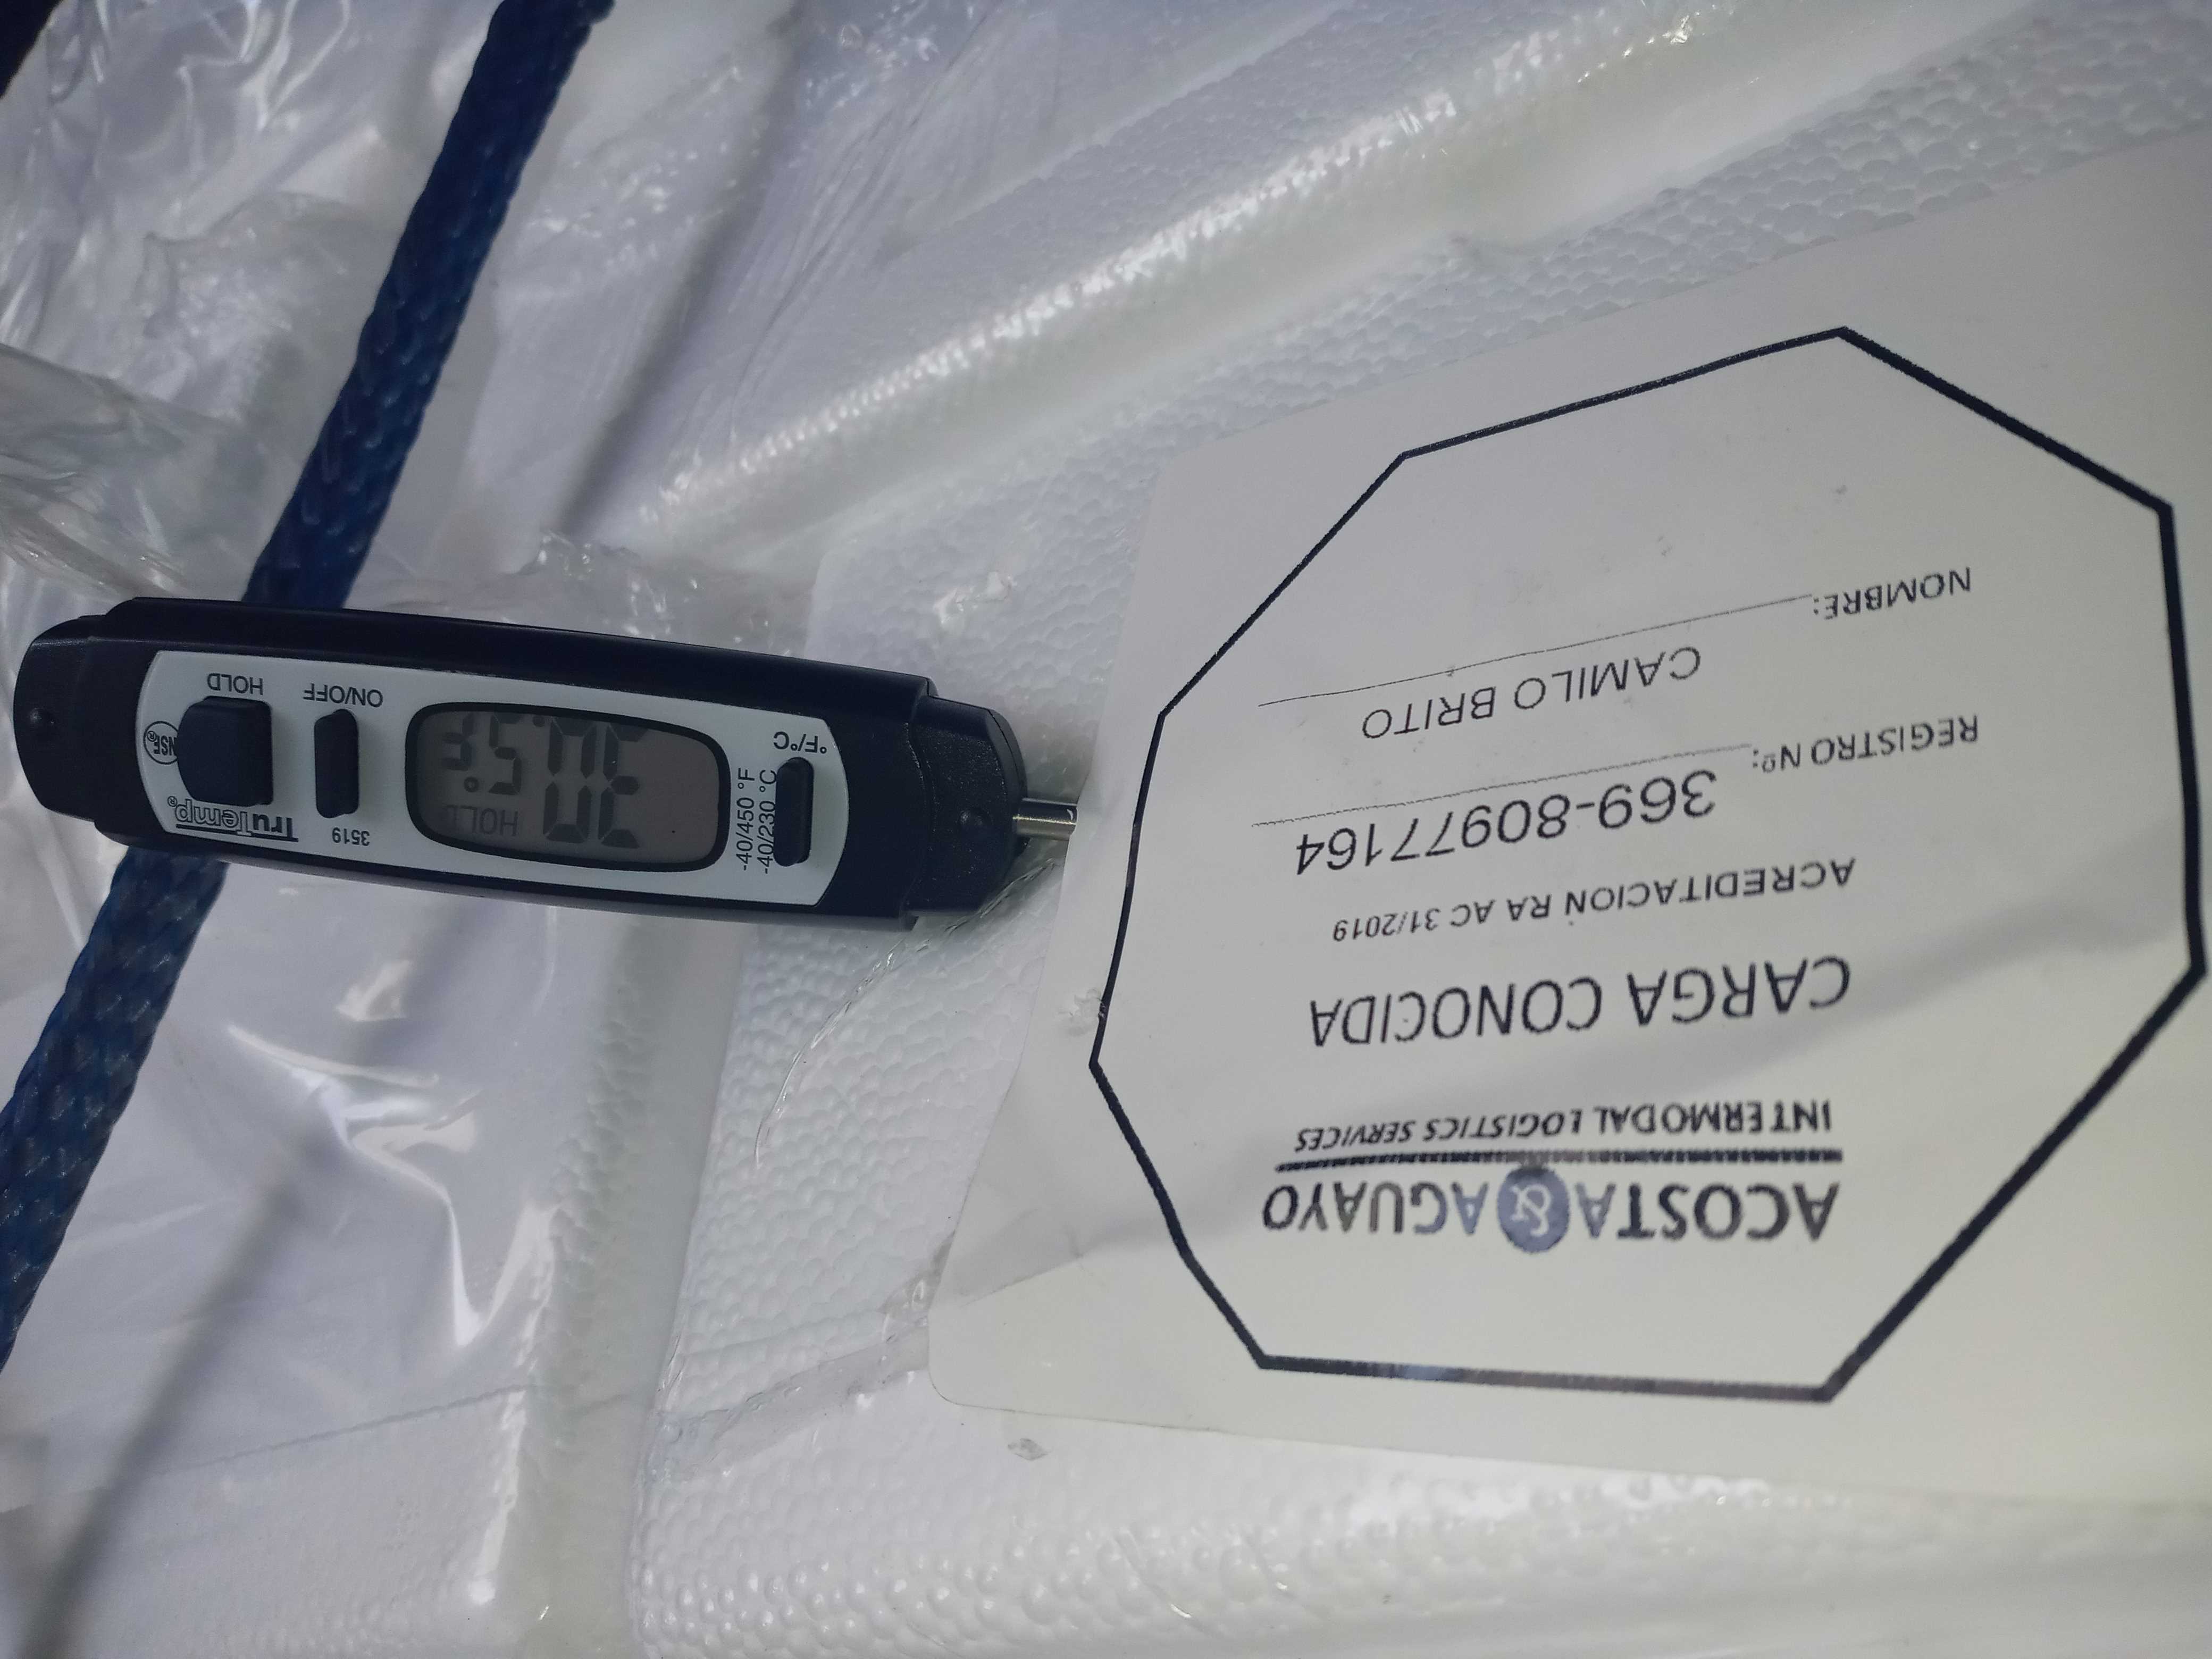 ACOSTA & AGUAYO
INTERMODAL LOGISTICS SERVICES
CARGA CONOCIDA
ACREDITACION RA AC 31/2019
REGISTRO Nº: 369-80977164
NOMBRE: CAMILO BRITO
-40/450 °F
-40/230 °C
°F/°C
HOLD
30.5°F
3519
ON/OFF
TruTemp®
HOLD
NSF®